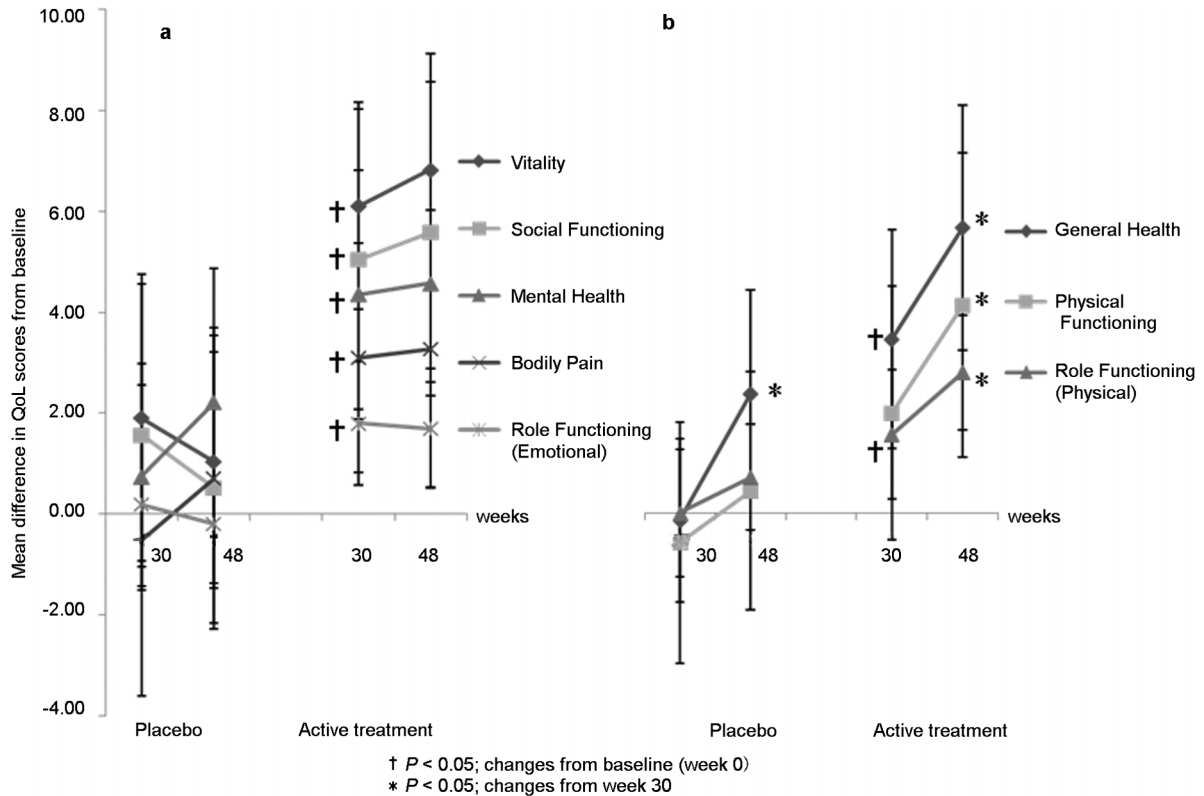 a
b
Mean difference in QoL scores from baseline
10.00
8.00
6.00
4.00
2.00
0.00
-2.00
-4.00
† † † † †
Vitality
Social Functioning
Mental Health
Bodily Pain
Role Functioning
(Emotional)
weeks
30
48
30
48
Placebo
Active treatment
*
†
†
*
*
*
General Health
Physical
Functioning
Role Functioning
(Physical)
weeks
30
48
30
48
Placebo
Active treatment
† P < 0.05; changes from baseline (week 0)
* P < 0.05; changes from week 30